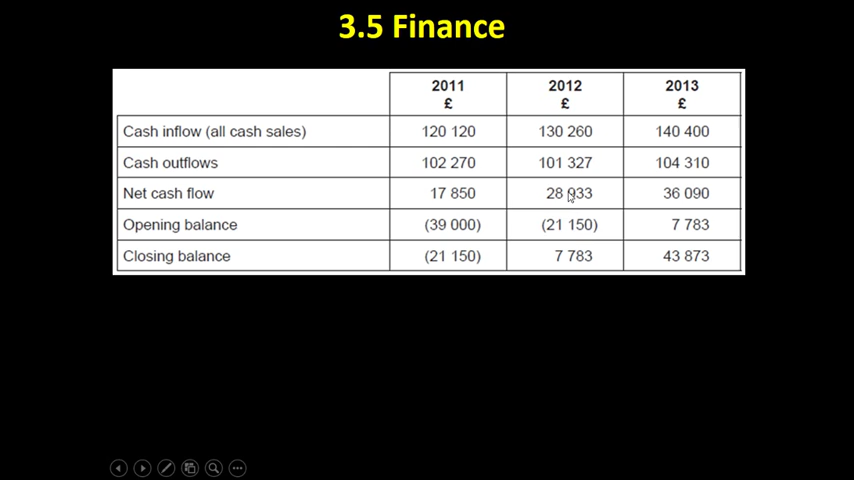 3.5 Finance
2011 2012 2013
£ £ £
Cash inflow (all cash sales) 120 120 130 260 140 400
Cash outflows 102 270 101 327 104 310
Net cash flow 17 850 28 933 36 090
Opening balance (39 000) (21 150) 7 783
Closing balance (21 150) 7 783 43 873